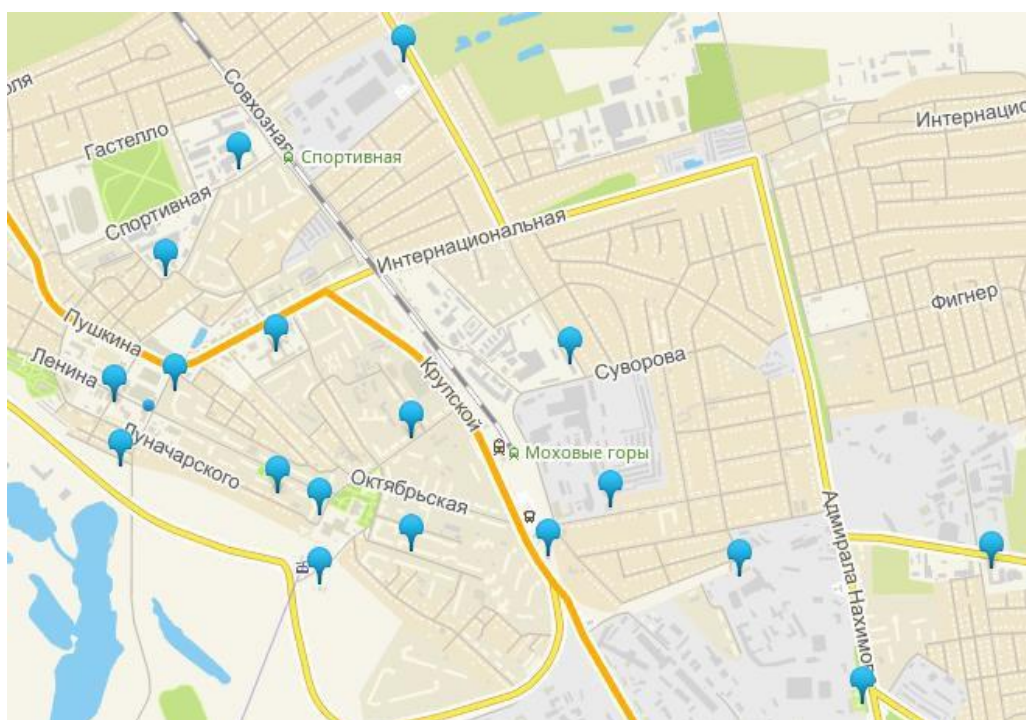 оля
Совхозная
Гастелло
Интернацио
Спортивная
Спортивная
Интернациональная
Фигнер
Пушкина
Ленина
Крупской
Суворова
Луначарского
Моховые горы
Октябрьская
Адмирала Нахимов